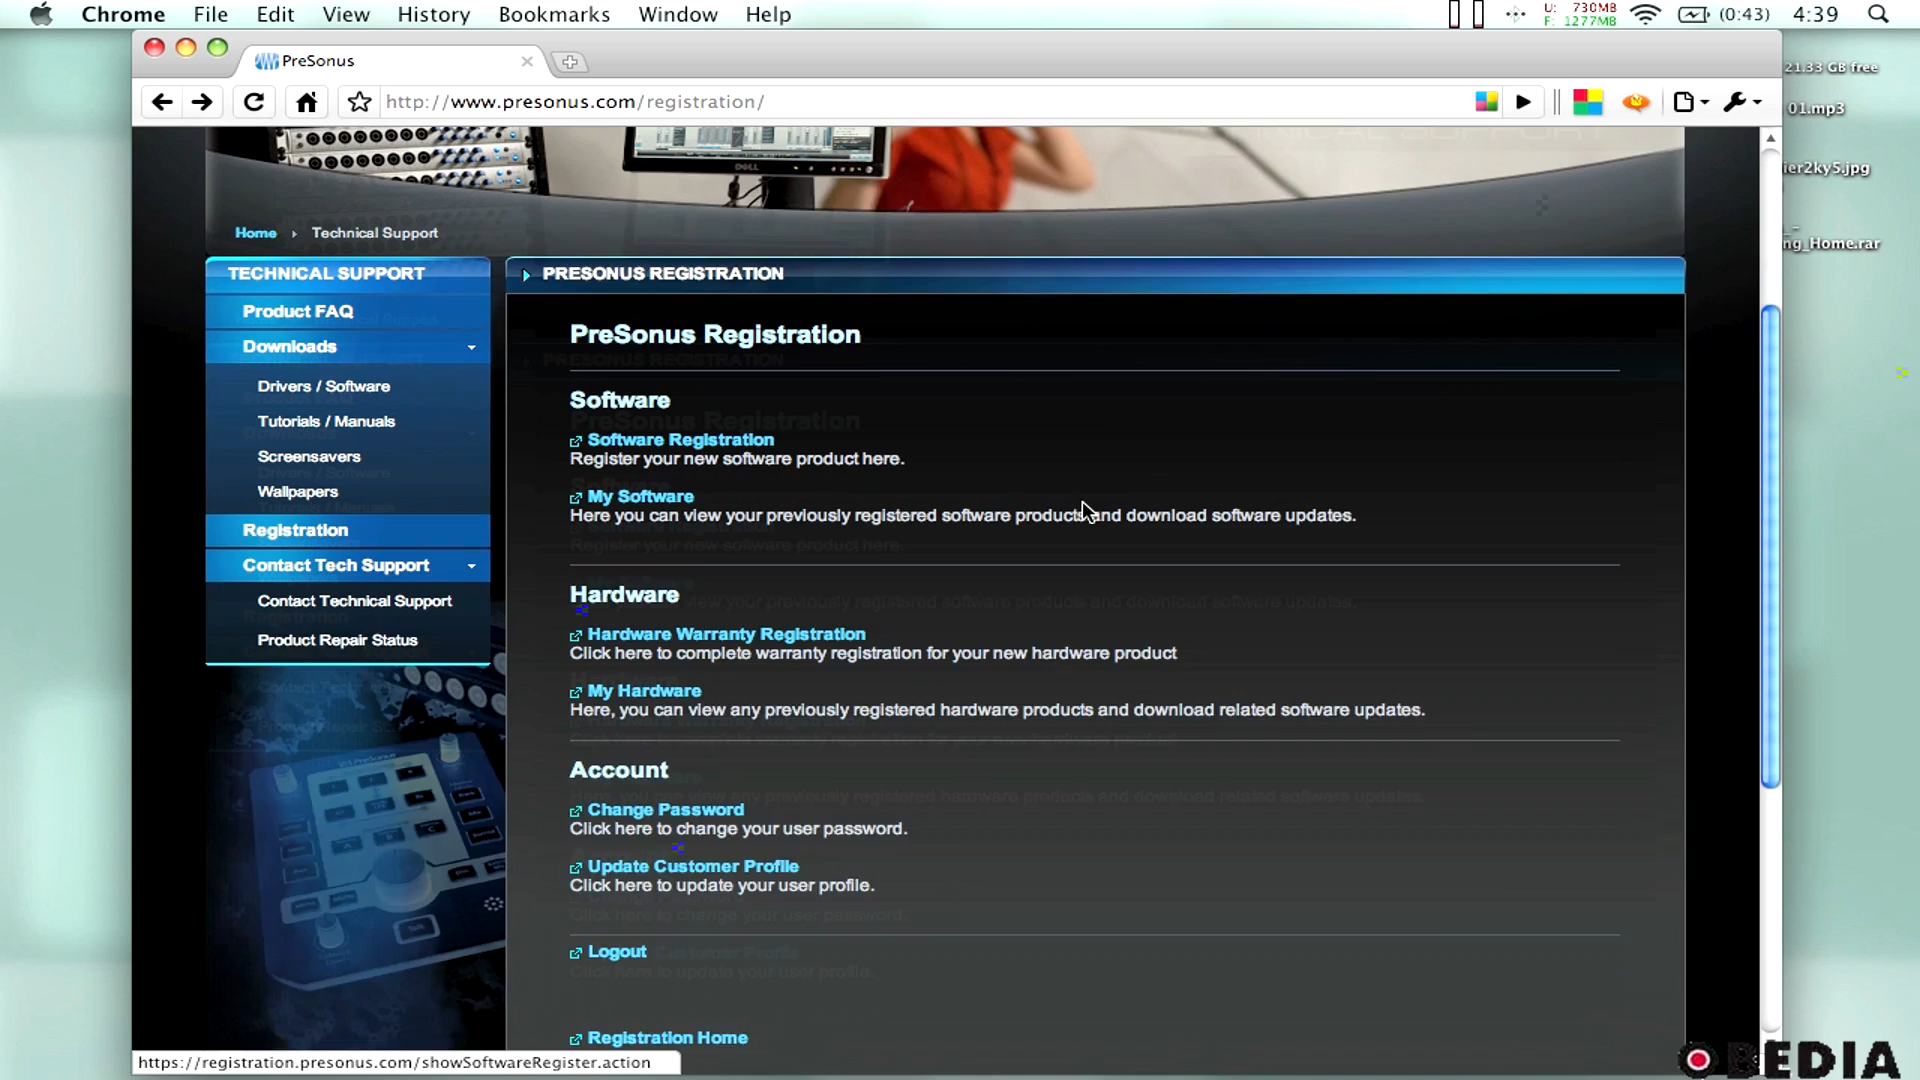 Chrome File Edit View History Bookmarks Window Help U: 730MB F: 1277MB (0:43) 4:39
PreSonus
21.33 GB free
http://www.presonus.com/registration/
01.mp3
ier2ky5.jpg
DELL
Home Technical Support
ng_Home.rar
TECHNICAL SUPPORT
Product FAQ
Downloads
Drivers / Software
Tutorials / Manuals
Screensavers
Wallpapers
Registration
Contact Tech Support
Contact Technical Support
Product Repair Status
PRESONUS REGISTRATION
PreSonus Registration
Software
Software Registration
Register your new software product here.
My Software
Here you can view your previously registered software products and download software updates.
Hardware
Hardware Warranty Registration
Click here to complete warranty registration for your new hardware product
My Hardware
Here, you can view any previously registered hardware products and download related software updates.
Account
Change Password
Click here to change your user password.
Update Customer Profile
Click here to update your user profile.
Logout
Registration Home
https://registration.presonus.com/showSoftwareRegister.action
OBEDIA